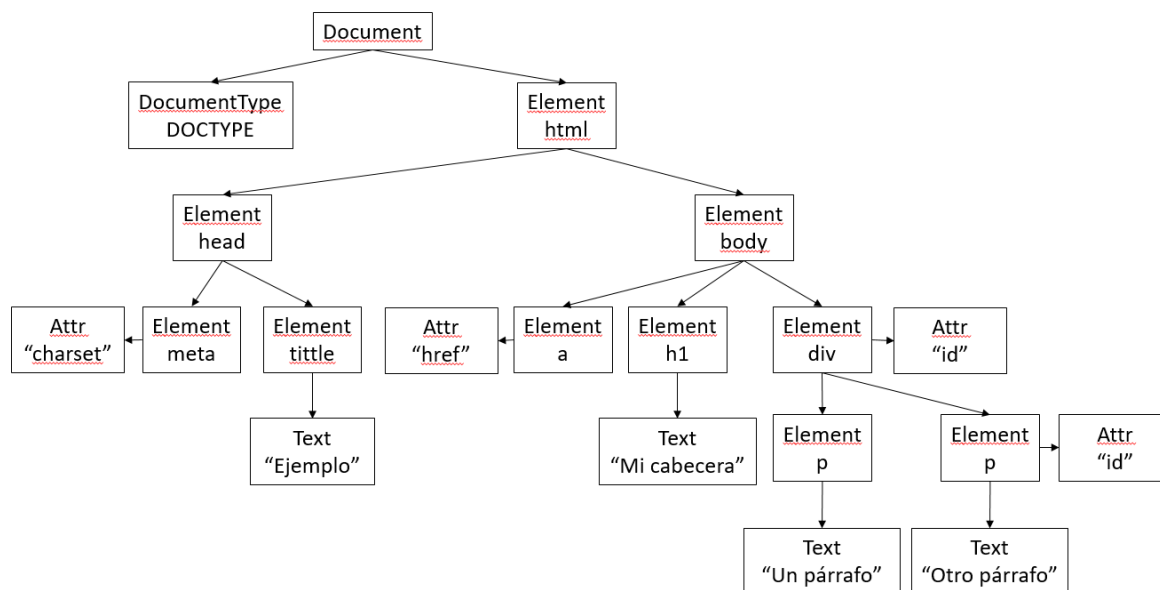 Document
DocumentType
DOCTYPE
Element
html
Element
head
Element
body
Attr
“charset”
Element
meta
Element
tittle
Attr
“href”
Element
a
Element
h1
Element
div
Attr
“id”
Text
“Ejemplo”
Text
“Mi cabecera”
Element
p
Element
p
Attr
“id”
Text
“Un párrafo”
Text
“Otro párrafo”